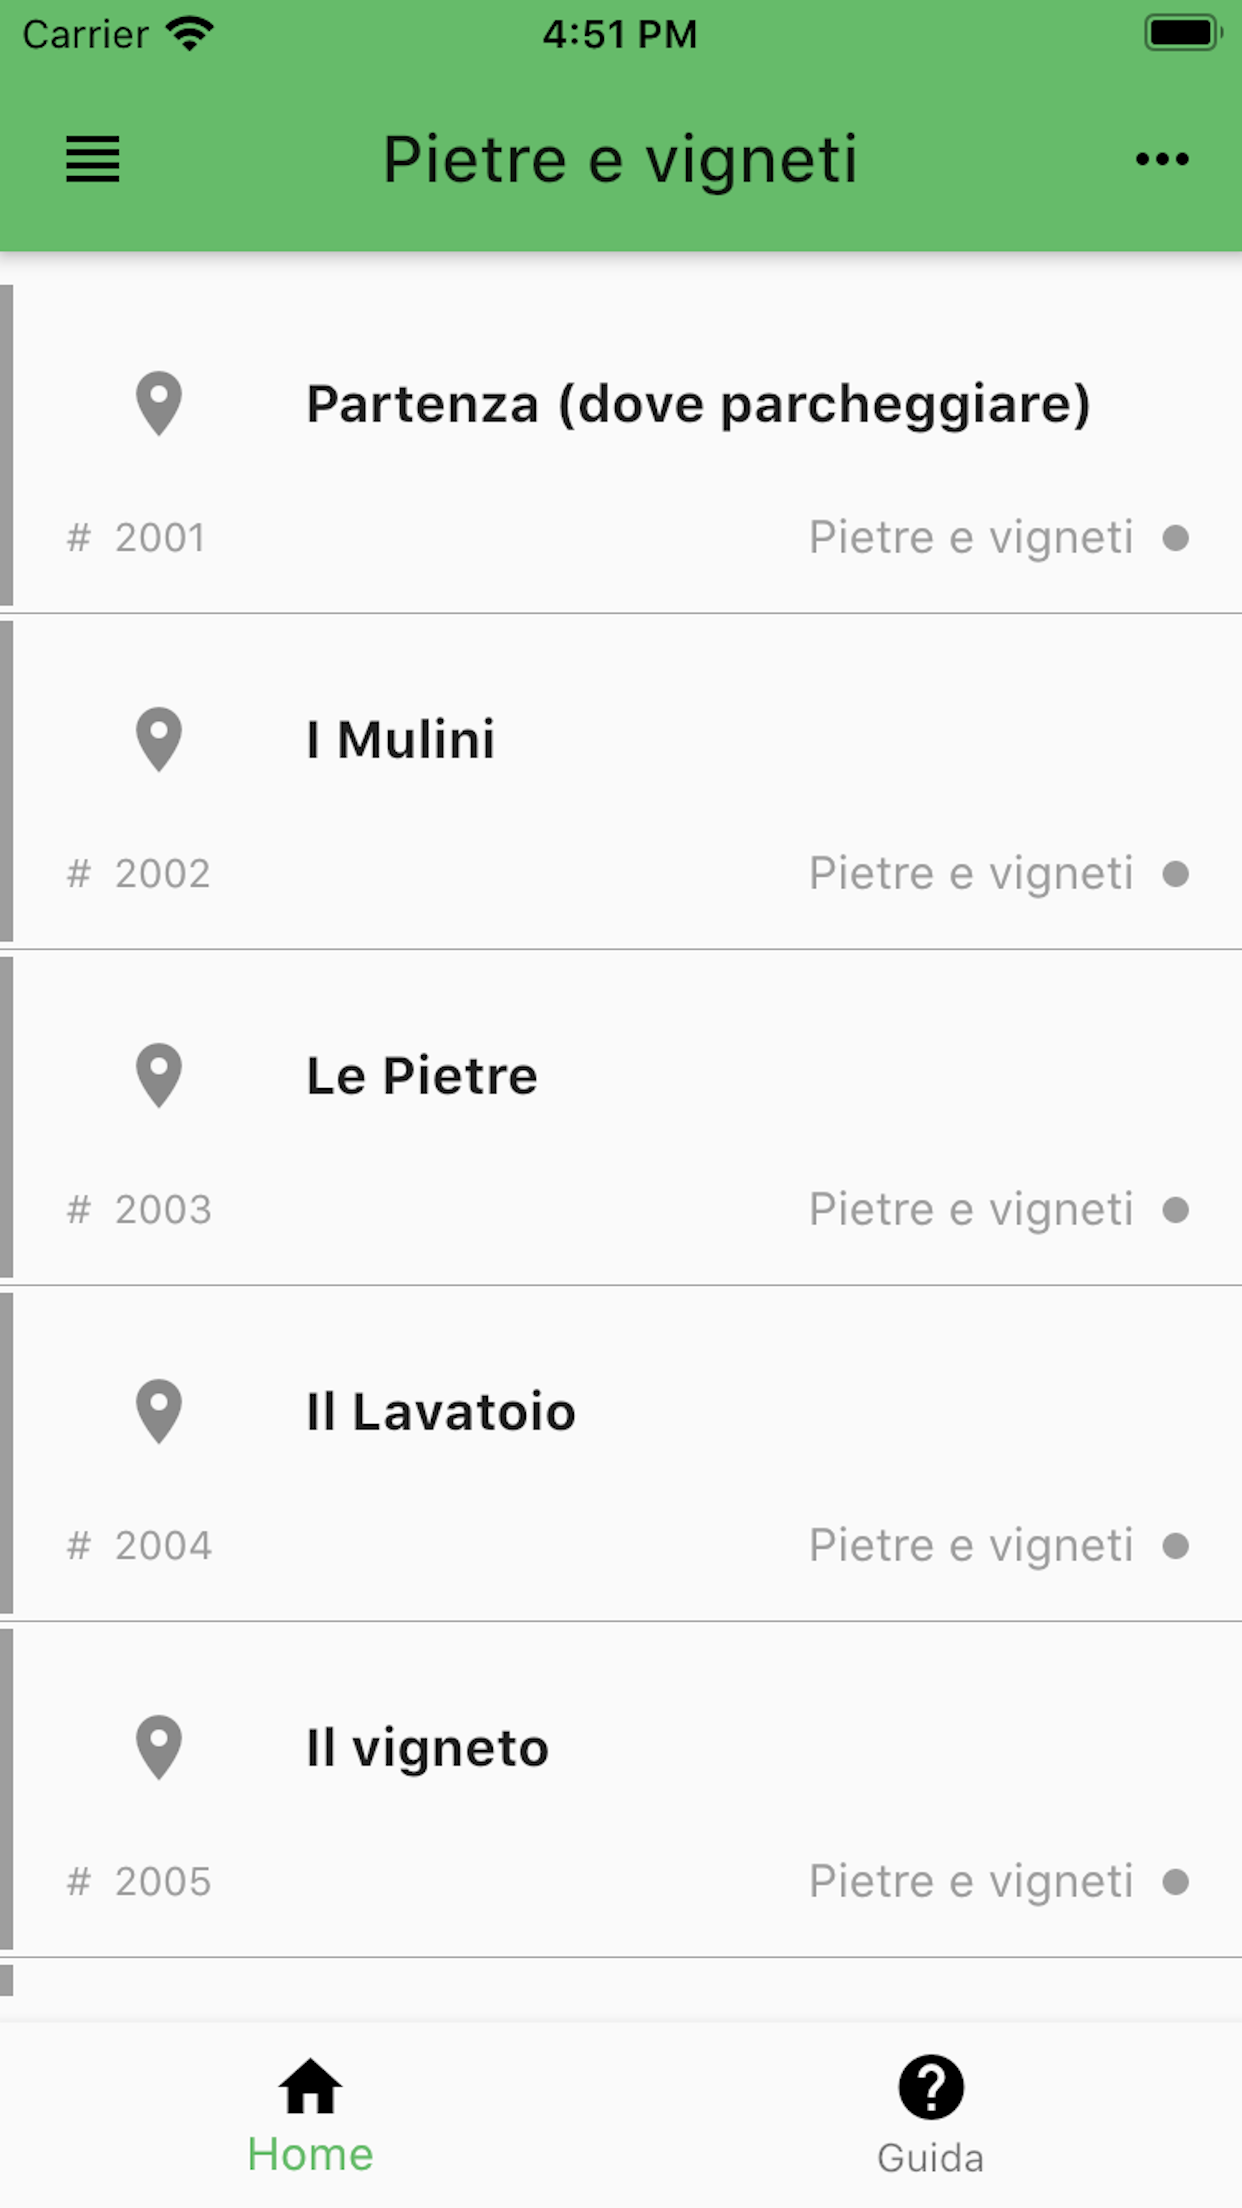 Carrier 4:51 PM
Pietre e vigneti
Partenza (dove parcheggiare)
# 2001 Pietre e vigneti
I Mulini
# 2002 Pietre e vigneti
Le Pietre
# 2003 Pietre e vigneti
Il Lavatoio
# 2004 Pietre e vigneti
Il vigneto
# 2005 Pietre e vigneti
Home Guida